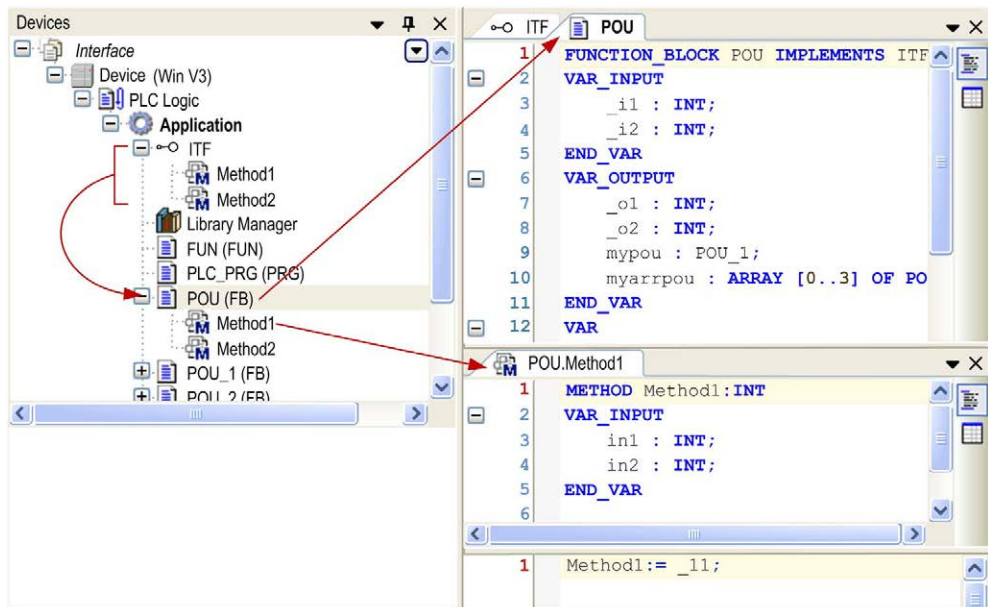 Devices
Interface
Device (Win V3)
PLC Logic
Application
ITF
Method1
Method2
Library Manager
FUN (FUN)
PLC_PRG (PRG)
POU (FB)
Method1
Method2
POU_1 (FB)
POU_2 (FB)
ITF
POU
1 FUNCTION_BLOCK POU IMPLEMENTS ITF
2 VAR_INPUT
3 _i1 : INT;
4 _i2 : INT;
5 END_VAR
6 VAR_OUTPUT
7 _o1 : INT;
8 _o2 : INT;
9 mypou : POU_1;
10 myarrpou : ARRAY [0..3] OF PO
11 END_VAR
12 VAR
POU.Method1
1 METHOD Method1:INT
2 VAR_INPUT
3 in1 : INT;
4 in2 : INT;
5 END_VAR
6
1 Method1:= _11;